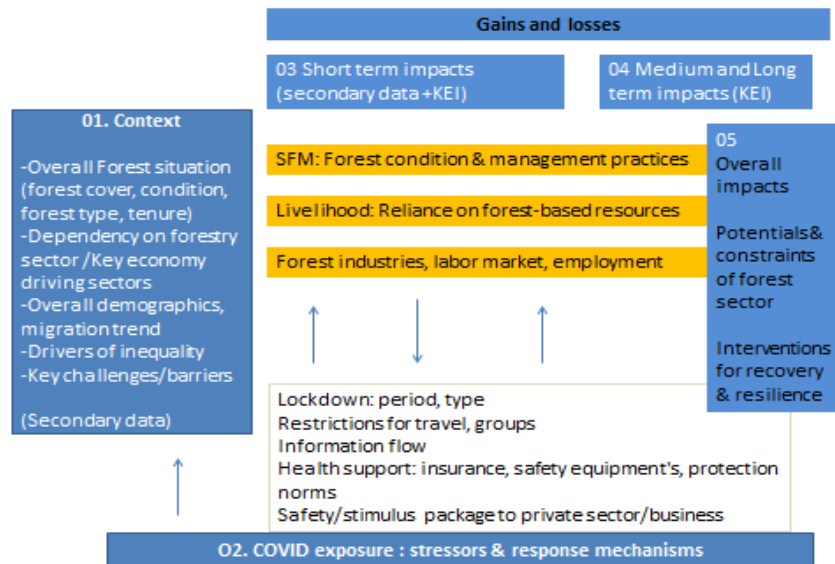 Gains and losses
03 Short term impacts
(secondary data +KEI)
04 Medium and Long
term impacts (KEI)
01. Context
-Overall Forest situation
(forest cover, condition,
forest type, tenure)
-Dependency on forestry
sector /Key economy
driving sectors
-Overall demographics,
migration trend
-Drivers of inequality
-Key challenges/barriers
(Secondary data)
SFM: Forest condition & management practices
Livelihood: Reliance on forest-based resources
Forest industries, labor market, employment
05
Overall
impacts
Potentials &
constraints
of forest
sector
Interventions
for recovery
& resilience
Lockdown: period, type
Restrictions for travel, groups
Information flow
Health support: insurance, safety equipment's, protection
norms
Safety/stimulus package to private sector/business
O2. COVID exposure : stressors & response mechanisms